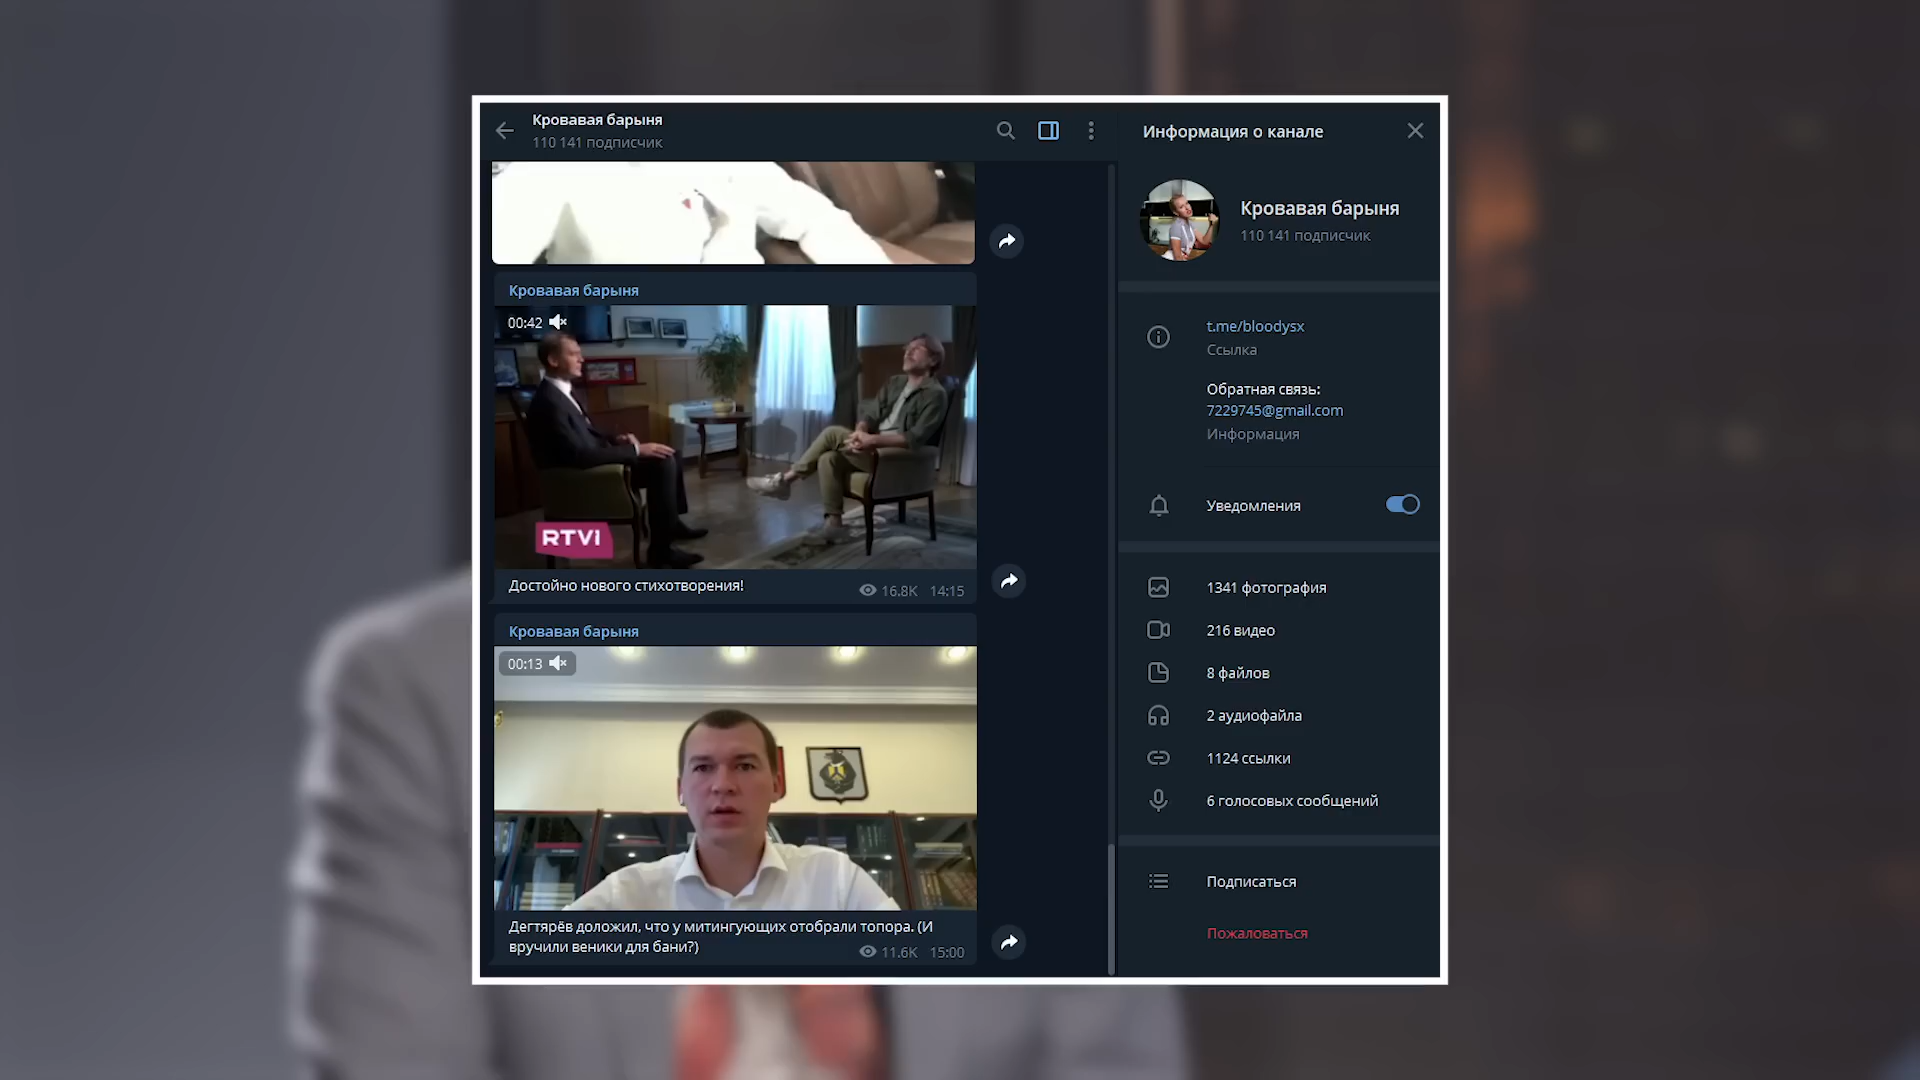 Кровавая барыня
110 141 подписчик
Кровавая барыня
00:42
RTVI
Достойно нового стихотворения!
16.8K 14:15
Кровавая барыня
00:13
Дегтярёв доложил, что у митингующих отобрали топора. (И
вручили веники для бани?)
11.6K 15:00
Информация о канале
Кровавая барыня
110 141 подписчик
t.me/bloodysx
Ссылка
Обратная связь:
7229745@gmail.com
Информация
Уведомления
1341 фотография
216 видео
8 файлов
2 аудиофайла
1124 ссылки
6 голосовых сообщений
Подписаться
Пожаловаться